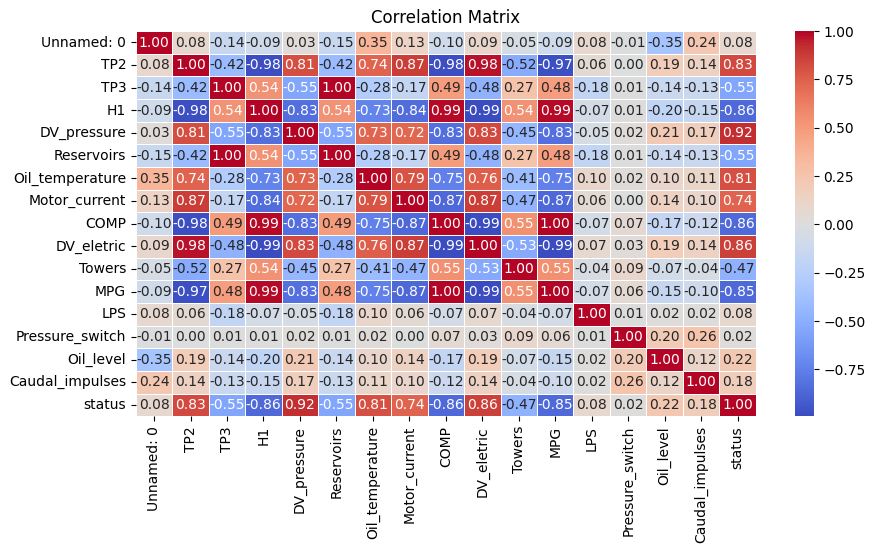 Correlation Matrix
Unnamed: 0 1.00 0.08 -0.14 -0.09 0.03 -0.15 0.35 0.13 -0.10 0.09 -0.05 -0.09 0.08 -0.01 -0.35 0.24 0.08
TP2 0.08 1.00 -0.42 -0.98 0.81 -0.42 0.74 0.87 -0.98 0.98 -0.52 -0.97 0.06 0.00 0.19 0.14 0.83
TP3 -0.14 -0.42 1.00 0.54 -0.55 1.00 -0.28 -0.17 0.49 -0.48 0.27 0.48 -0.18 0.01 -0.14 -0.13 -0.55
H1 -0.09 -0.98 0.54 1.00 -0.83 0.54 -0.73 -0.84 0.99 -0.99 0.54 0.99 -0.07 0.01 -0.20 -0.15 -0.86
DV_pressure 0.03 0.81 -0.55 -0.83 1.00 -0.55 0.73 0.72 -0.83 0.83 -0.45 -0.83 -0.05 0.02 0.21 0.17 0.92
Reservoirs -0.15 -0.42 1.00 0.54 -0.55 1.00 -0.28 -0.17 0.49 -0.48 0.27 0.48 -0.18 0.01 -0.14 -0.13 -0.55
Oil_temperature 0.35 0.74 -0.28 -0.73 0.73 -0.28 1.00 0.79 -0.75 0.76 -0.41 -0.75 0.10 0.02 0.10 0.11 0.81
Motor_current 0.13 0.87 -0.17 -0.84 0.72 -0.17 0.79 1.00 -0.87 0.87 -0.47 -0.87 0.06 0.00 0.14 0.10 0.74
COMP -0.10 -0.98 0.49 0.99 -0.83 0.49 -0.75 -0.87 1.00 -0.99 0.55 1.00 -0.07 0.07 -0.17 -0.12 -0.86
DV_eletric 0.09 0.98 -0.48 -0.99 0.83 -0.48 0.76 0.87 -0.99 1.00 -0.53 -0.99 0.07 0.03 0.19 0.14 0.86
Towers -0.05 -0.52 0.27 0.54 -0.45 0.27 -0.41 -0.47 0.55 -0.53 1.00 0.55 -0.04 0.09 -0.07 -0.04 -0.47
MPG -0.09 -0.97 0.48 0.99 -0.83 0.48 -0.75 -0.87 1.00 -0.99 0.55 1.00 -0.07 0.06 -0.15 -0.10 -0.85
LPS 0.08 0.06 -0.18 -0.07 -0.05 -0.18 0.10 0.06 -0.07 0.07 -0.04 -0.07 1.00 0.01 0.02 0.02 0.08
Pressure_switch -0.01 0.00 0.01 0.01 0.02 0.01 0.02 0.00 0.07 0.03 0.09 0.06 0.01 1.00 0.20 0.26 0.02
Oil_level -0.35 0.19 -0.14 -0.20 0.21 -0.14 0.10 0.14 -0.17 0.19 -0.07 -0.15 0.02 0.20 1.00 0.12 0.22
Caudal_impulses 0.24 0.14 -0.13 -0.15 0.17 -0.13 0.11 0.10 -0.12 0.14 -0.04 -0.10 0.02 0.26 0.12 1.00 0.18
status 0.08 0.83 -0.55 -0.86 0.92 -0.55 0.81 0.74 -0.86 0.86 -0.47 -0.85 0.08 0.02 0.22 0.18 1.00
Unnamed: 0
TP2
TP3
H1
DV_pressure
Reservoirs
Oil_temperature
Motor_current
COMP
DV_eletric
Towers
MPG
LPS
Pressure_switch
Oil_level
Caudal_impulses
status
1.00
0.75
0.50
0.25
0.00
-0.25
-0.50
-0.75